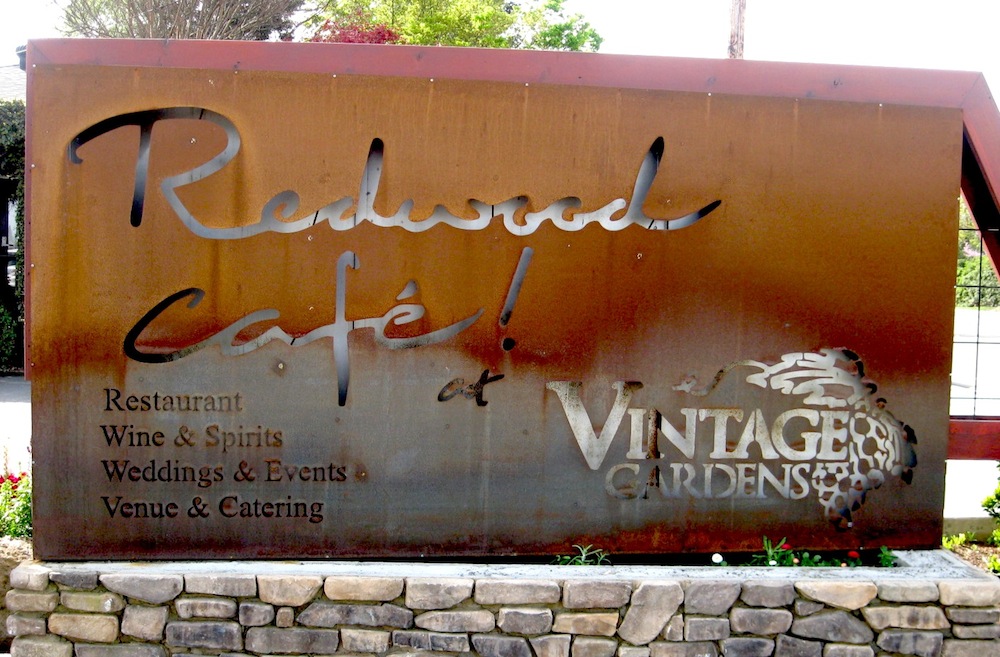 Redwood
Café!
at
VINTAGE
GARDENS
Restaurant
Wine & Spirits
Weddings & Events
Venue & Catering